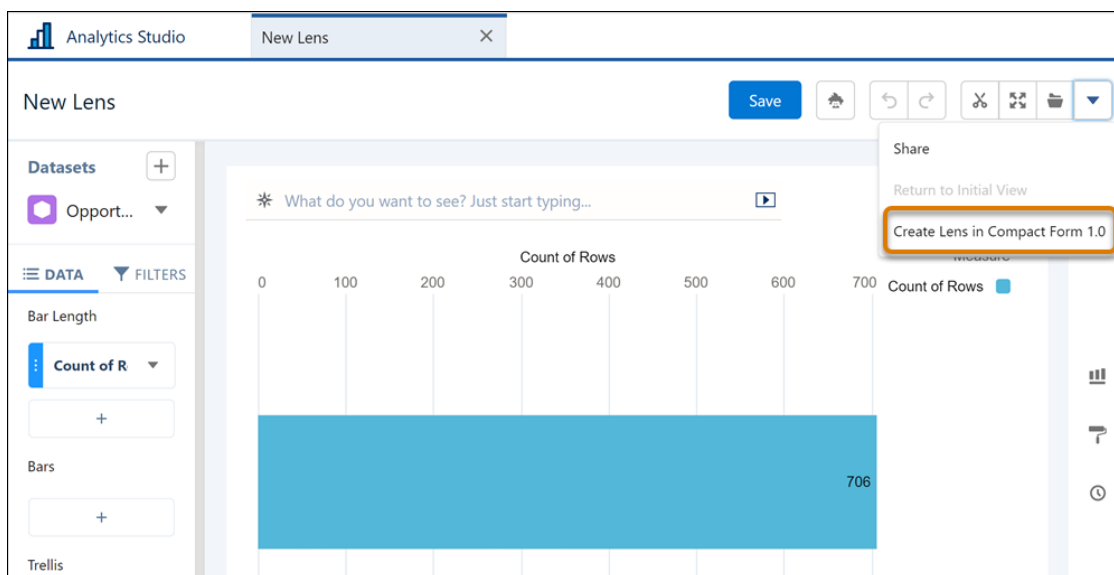 Analytics Studio
New Lens
New Lens
Save
Share
Return to Initial View
Create Lens in Compact Form 1.0
Datasets
Opport...
What do you want to see? Just start typing...
DATA
FILTERS
Count of Rows
Measure
0 100 200 300 400 500 600 700
Count of Rows
Bar Length
Count of R
Bars
706
Trellis